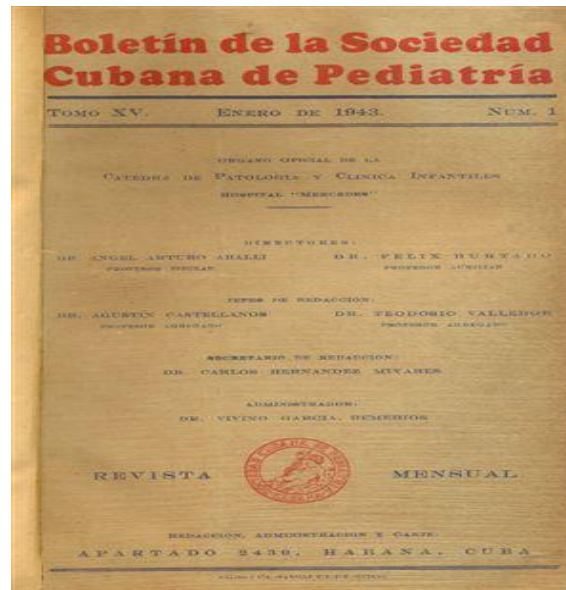 Boletín de la Sociedad
Cubana de Pediatría
TOMO XV. ENERO DE 1943. NUM. 1
ORGANO OFICIAL DE LA
CATEDRA DE PATOLOGIA Y CLINICA INFANTILES
HOSPITAL "MERCEDES"
DIRECTORES:
DR. ANGEL ARTURO ABALLI DR. FELIX HURTADO
PROFESOR TITULAR PROFESOR AUXILIAR
JEFES DE REDACCION:
DR. AGUSTIN CASTELLANOS DR. TEODOSIO VALLEDOR
PROFESOR AGREGADO PROFESOR AGREGADO
SECRETARIO DE REDACCION:
DR. CARLOS HERNANDEZ MIYARES
ADMINISTRADOR:
DR. VIVINO GARCIA, REMEDIOS
REVISTA MENSUAL
REDACCION, ADMINISTRACION Y CANJE:
APARTADO 2430, HABANA, CUBA